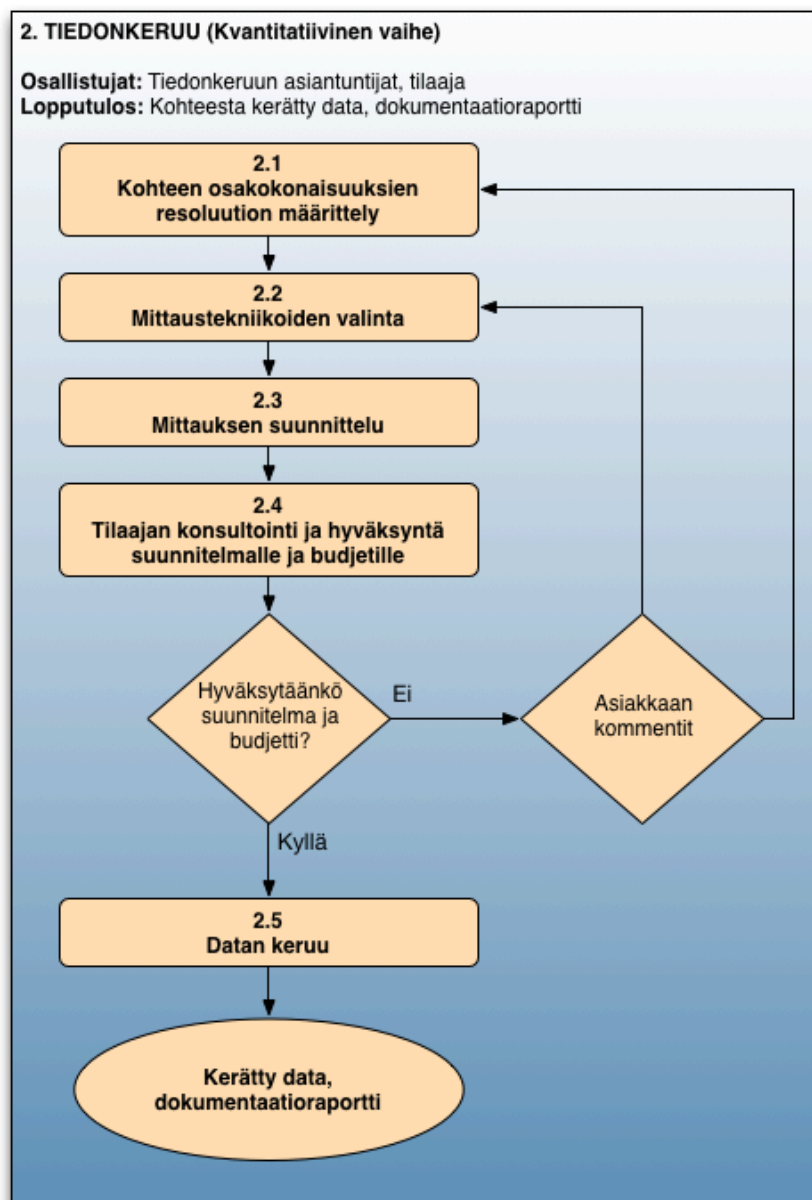 2. TIEDONKERUU (Kvantitatiivinen vaihe)
Osallistujat: Tiedonkeruun asiantuntijat, tilaaja
Lopputulos: Kohteesta kerätty data, dokumentaatioraportti
2.1
Kohteen osakokonaisuuksien
resoluution määrittely
2.2
Mittaustekniikoiden valinta
2.3
Mittauksen suunnittelu
2.4
Tilaajan konsultointi ja hyväksyntä
suunnitelmalle ja budjetille
Hyväksytäänkö
suunnitelma ja
budjetti?
Ei
Asiakkaan
kommentit
Kyllä
2.5
Datan keruu
Kerätty data,
dokumentaatioraportti